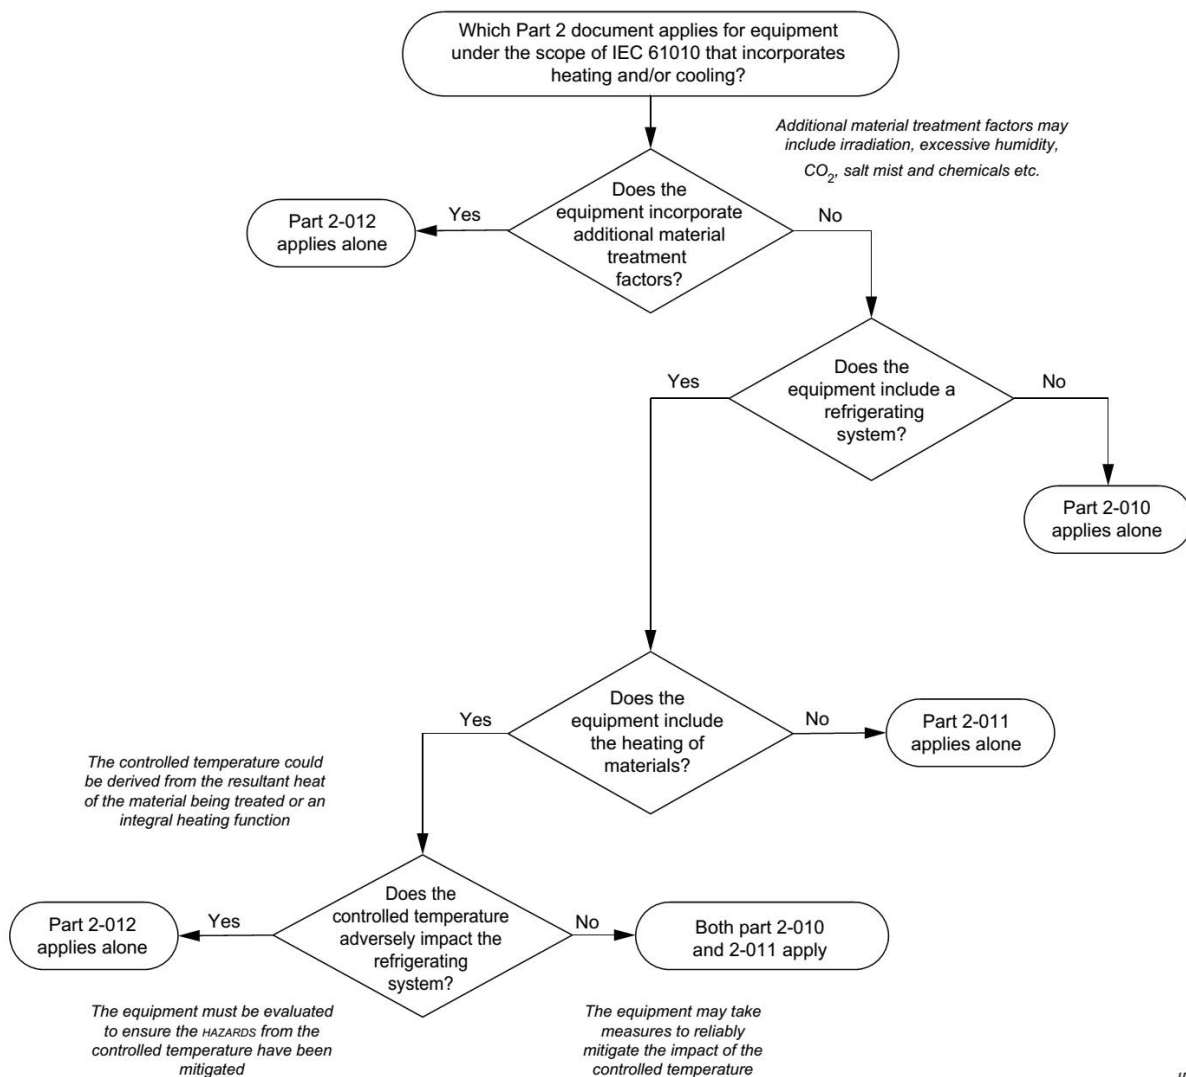 Which Part 2 document applies for equipment
under the scope of IEC 61010 that incorporates
heating and/or cooling?
Additional material treatment factors may
include irradiation, excessive humidity,
CO2, salt mist and chemicals etc.
Does the
equipment incorporate
additional material
treatment
factors?
Yes
No
Part 2-012
applies alone
Does the
equipment include a
refrigerating
system?
Yes
No
Part 2-010
applies alone
Does the
equipment include
the heating of
materials?
Yes
No
Part 2-011
applies alone
The controlled temperature could
be derived from the resultant heat
of the material being treated or an
integral heating function
Does the
controlled temperature
adversely impact the
refrigerating
system?
Yes
No
Part 2-012
applies alone
Both part 2-010
and 2-011 apply
The equipment must be evaluated
to ensure the HAZARDS from the
controlled temperature have been
mitigated
The equipment may take
measures to reliably
mitigate the impact of the
controlled temperature